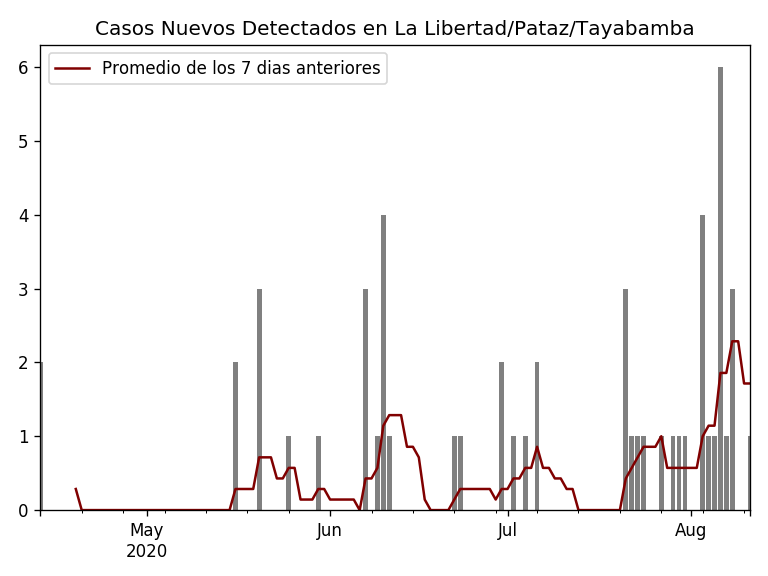 Casos Nuevos Detectados en La Libertad/Pataz/Tayabamba
Promedio de los 7 dias anteriores
6
5
4
3
2
1
0
May
2020
Jun
Jul
Aug